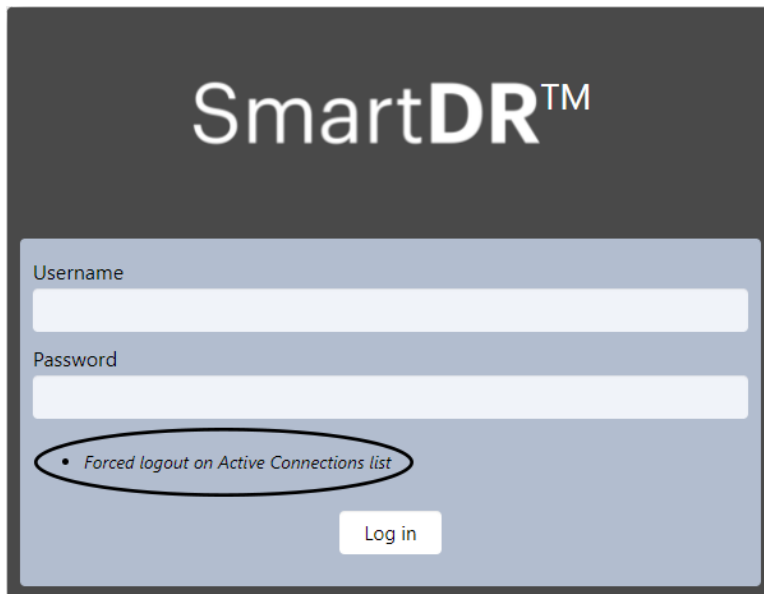 SmartDR™
Username
Password
• Forced logout on Active Connections list
Log in